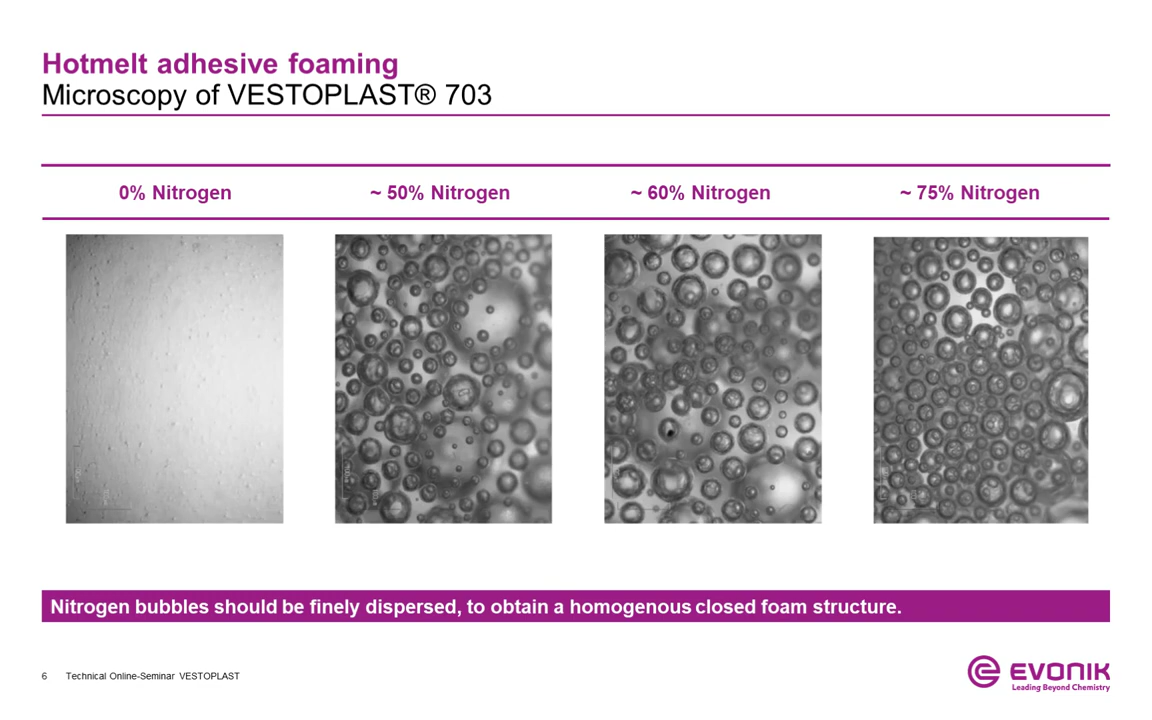 Hotmelt adhesive foaming
Microscopy of VESTOPLAST® 703
0% Nitrogen
~ 50% Nitrogen
~ 60% Nitrogen
~ 75% Nitrogen
Nitrogen bubbles should be finely dispersed, to obtain a homogenous closed foam structure.
6 Technical Online-Seminar VESTOPLAST
EVONIK
Leading Beyond Chemistry